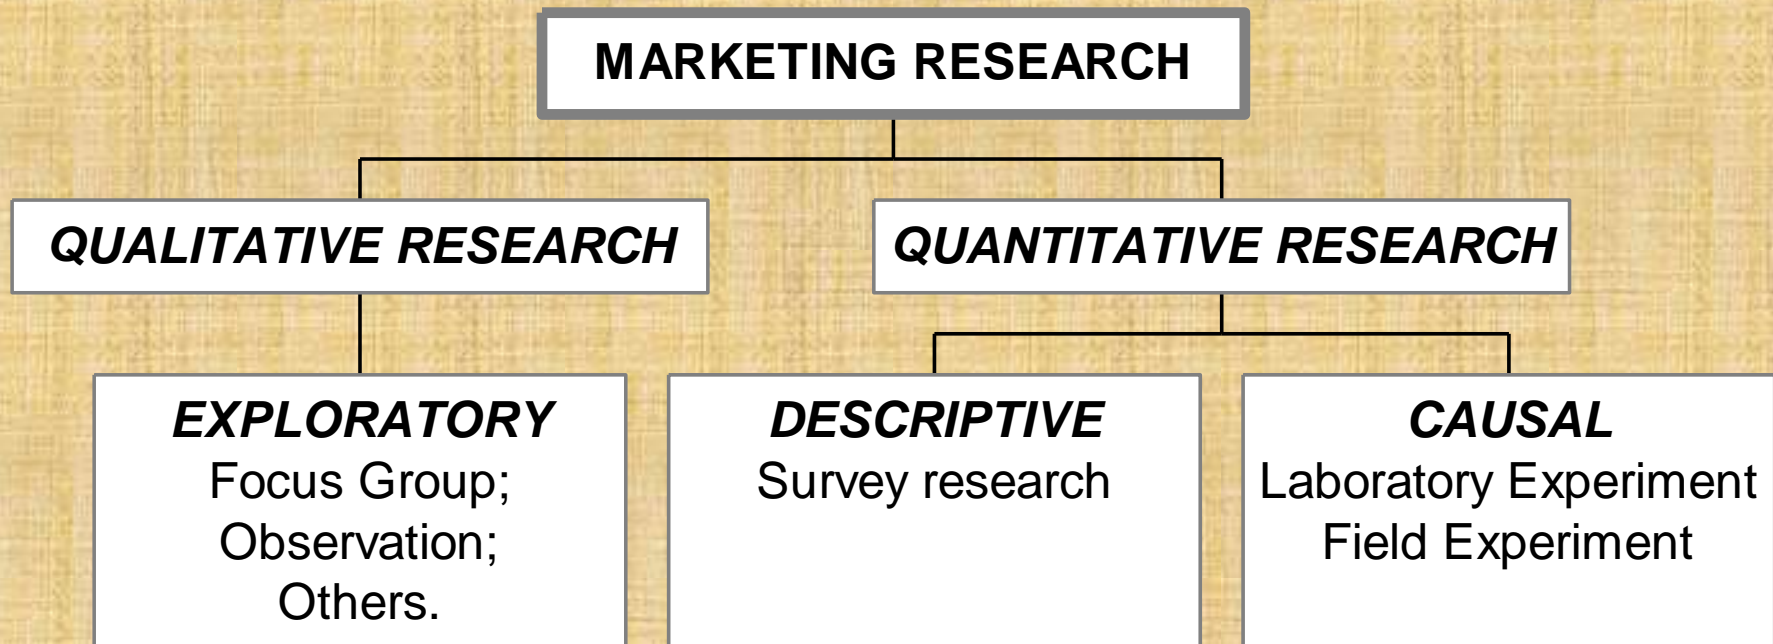 MARKETING RESEARCH
QUALITATIVE RESEARCH
QUANTITATIVE RESEARCH
EXPLORATORY
Focus Group;
Observation;
Others.
DESCRIPTIVE
Survey research
CAUSAL
Laboratory Experiment
Field Experiment